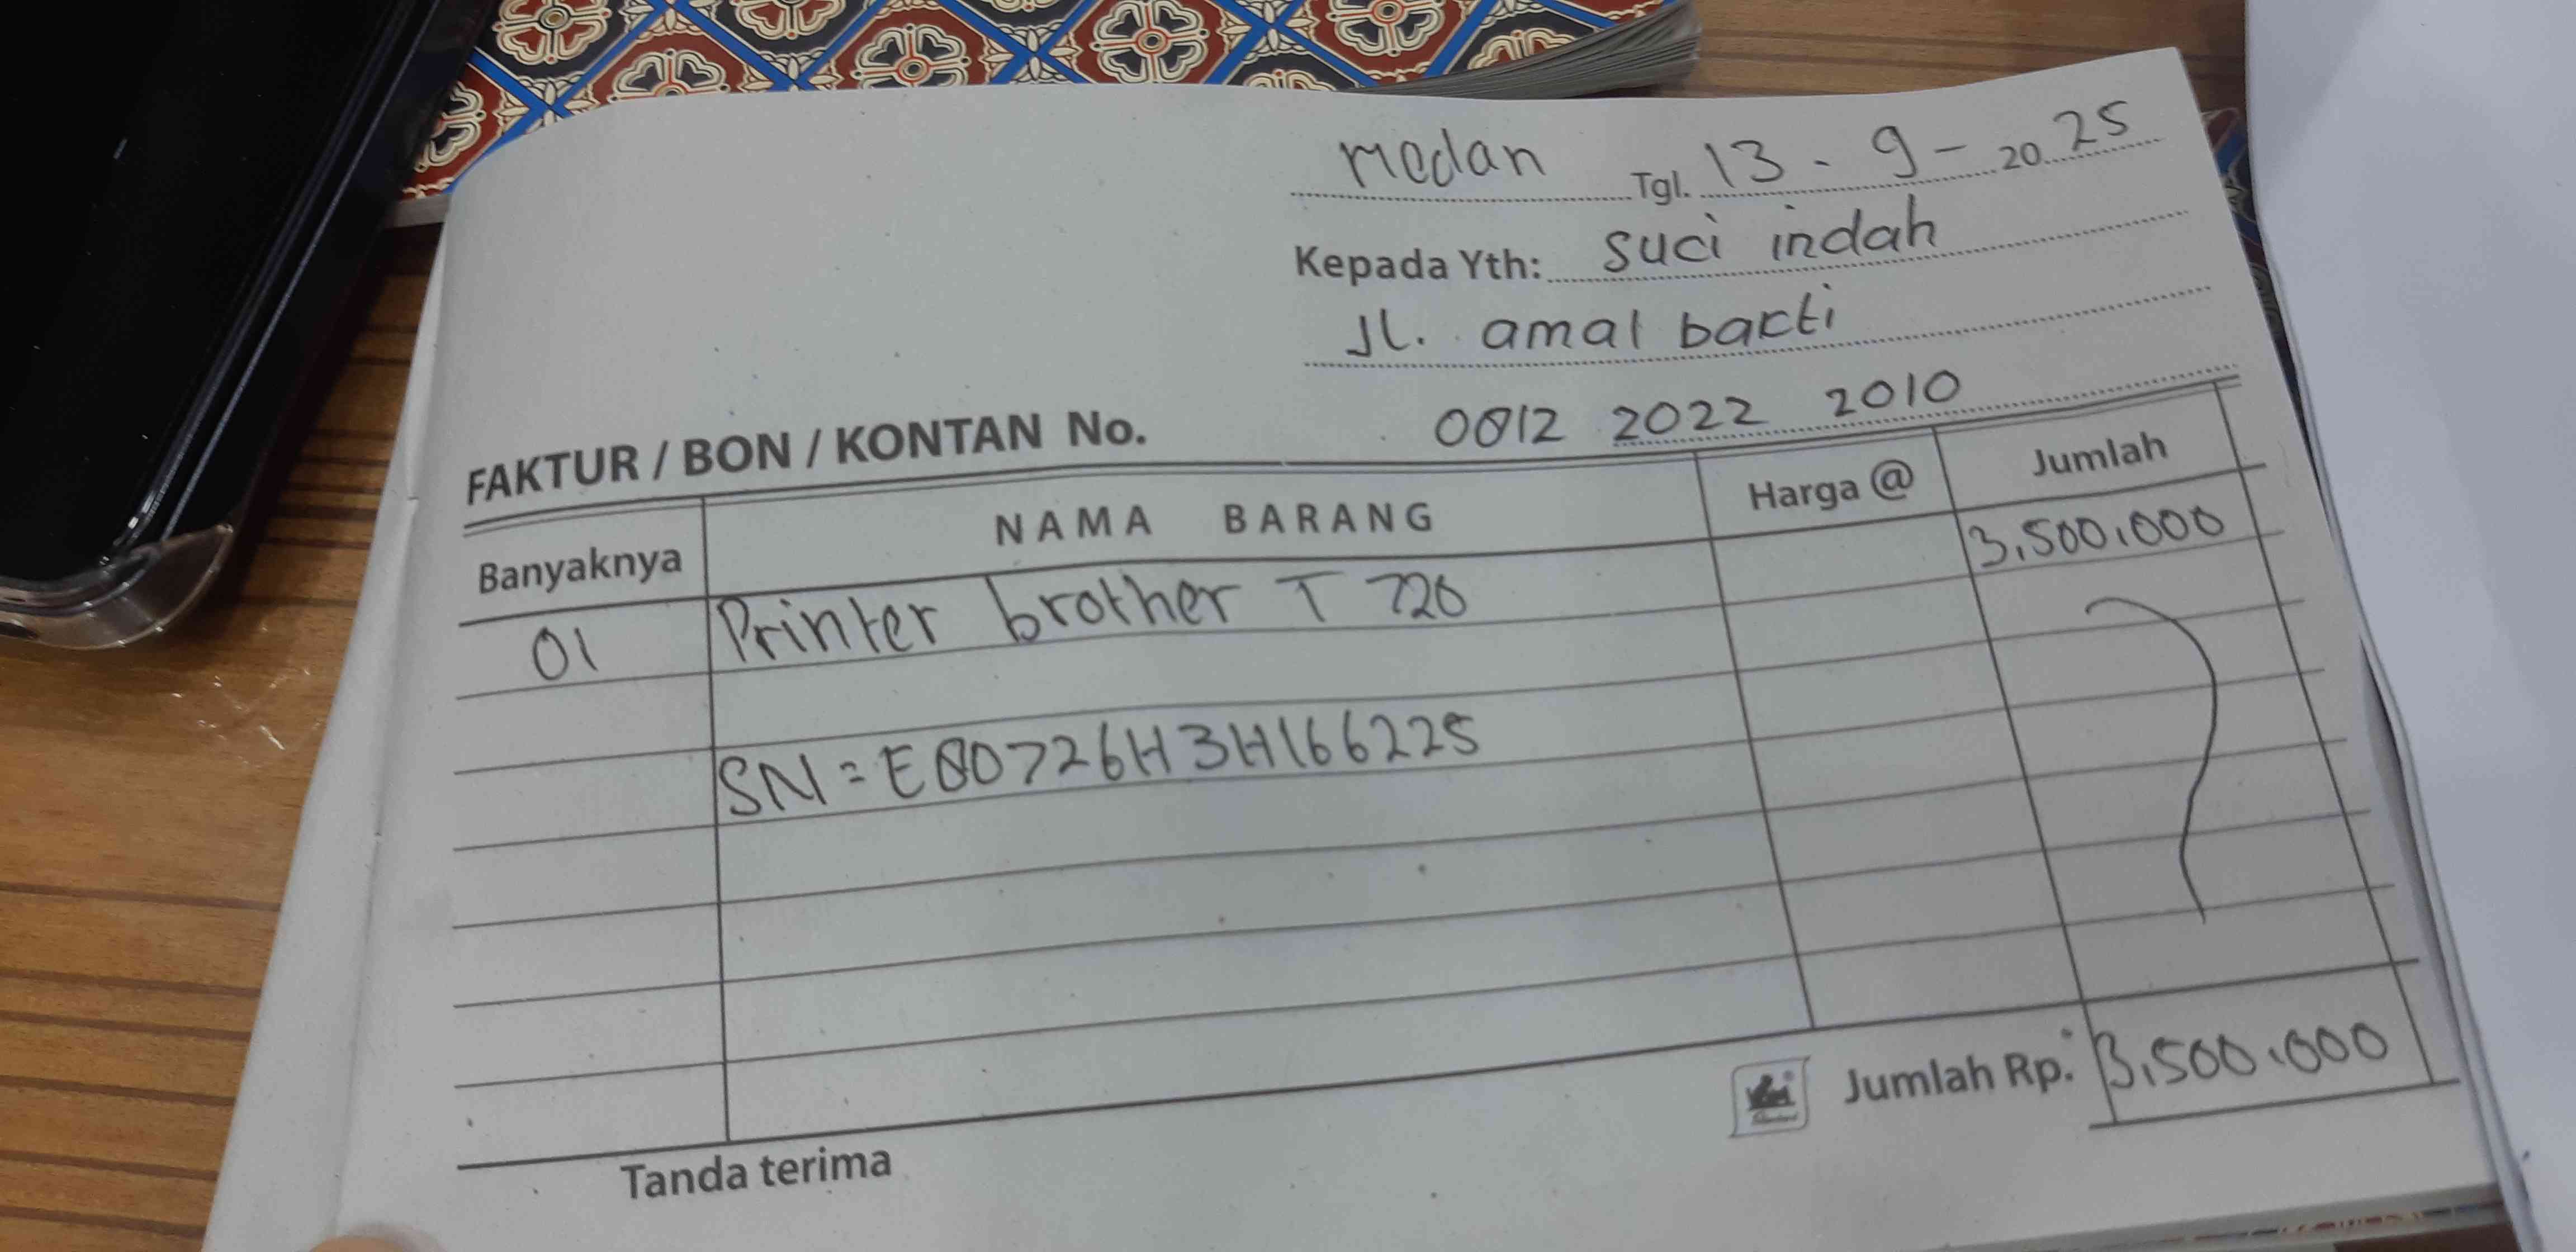 Medan Tgl. 13 - 9 - 2025
Kepada Yth: suci indah
Jl. amal bakti
0812 2022 2010
FAKTUR / BON / KONTAN No.
Banyaknya NAMA BARANG Harga @ Jumlah
01 Printer brother T 720 3.500.000
SN = E80726H3H166225
Jumlah Rp. 3.500.000
Tanda terima